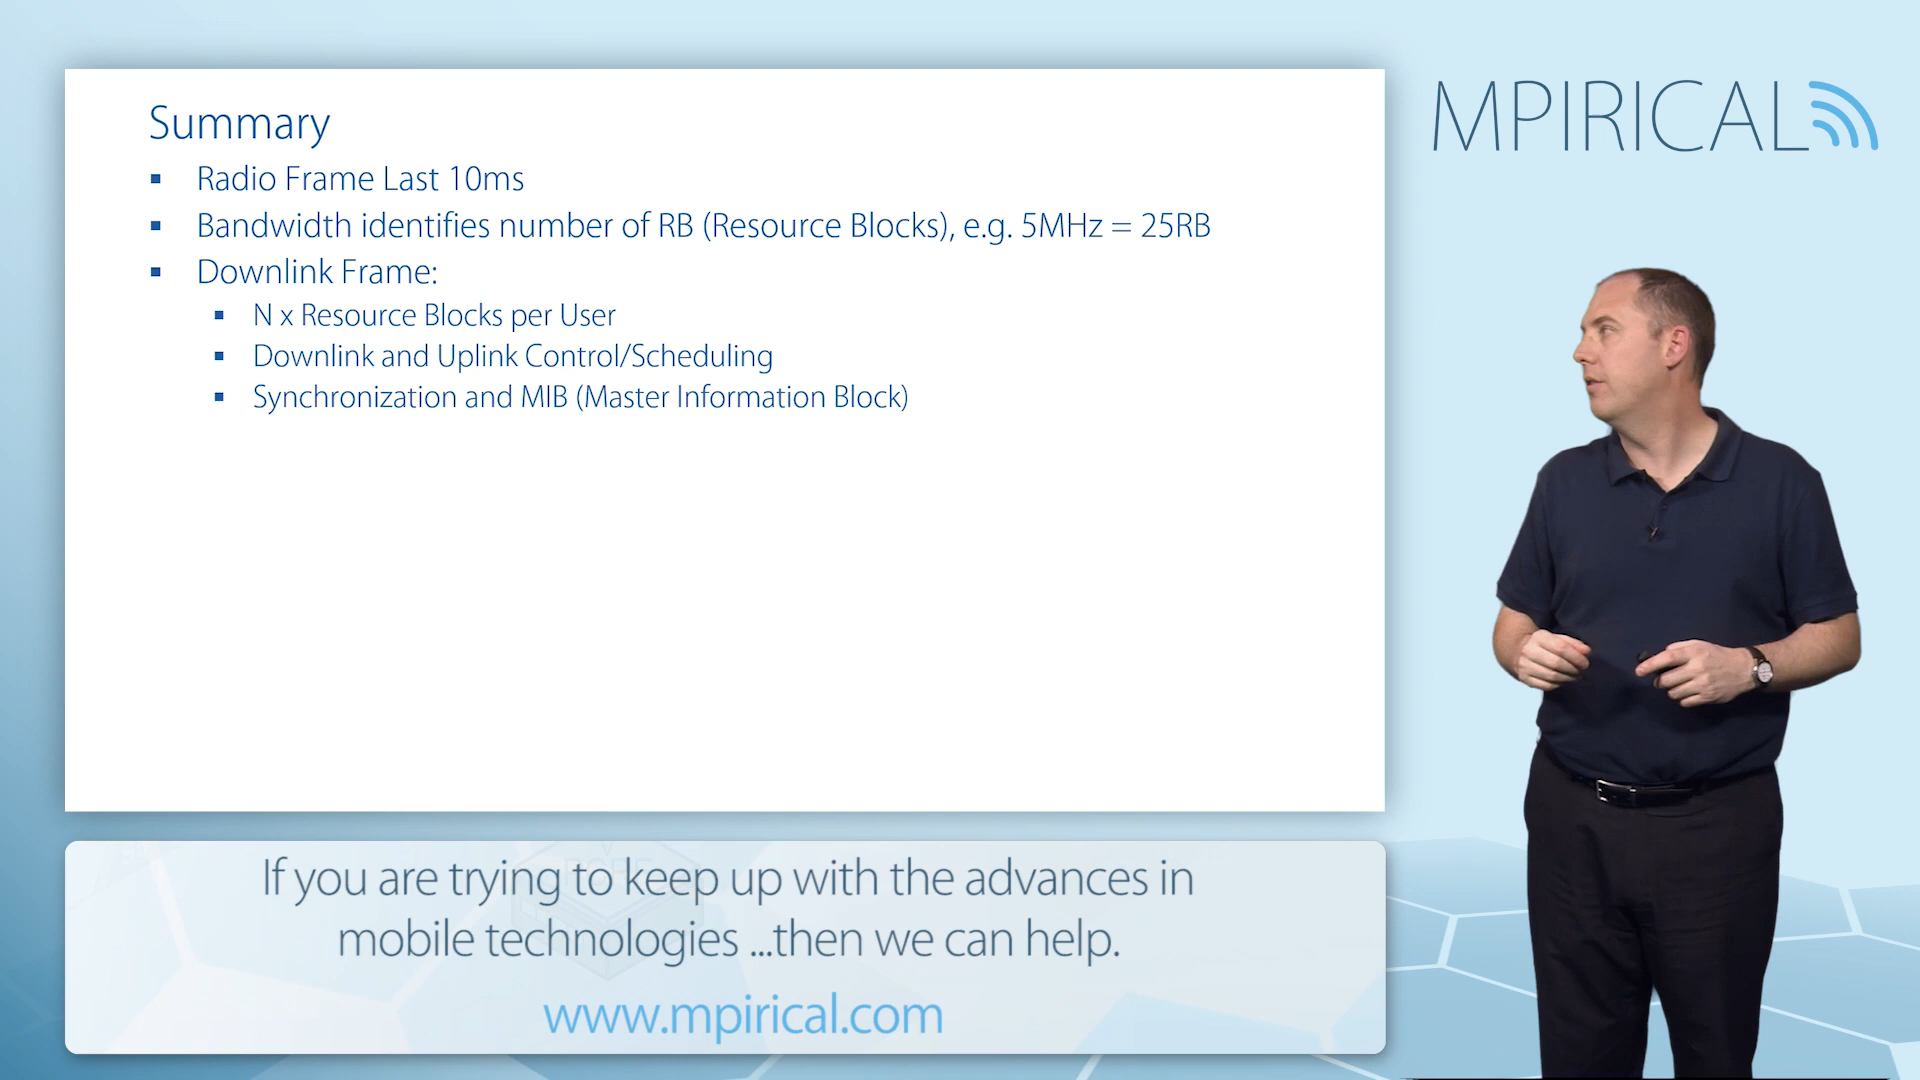 MPIRICAL
Summary
▪ Radio Frame Last 10ms
▪ Bandwidth identifies number of RB (Resource Blocks), e.g. 5MHz = 25RB
▪ Downlink Frame:
▪ N x Resource Blocks per User
▪ Downlink and Uplink Control/Scheduling
▪ Synchronization and MIB (Master Information Block)
If you are trying to keep up with the advances in
mobile technologies ...then we can help.
www.mpirical.com